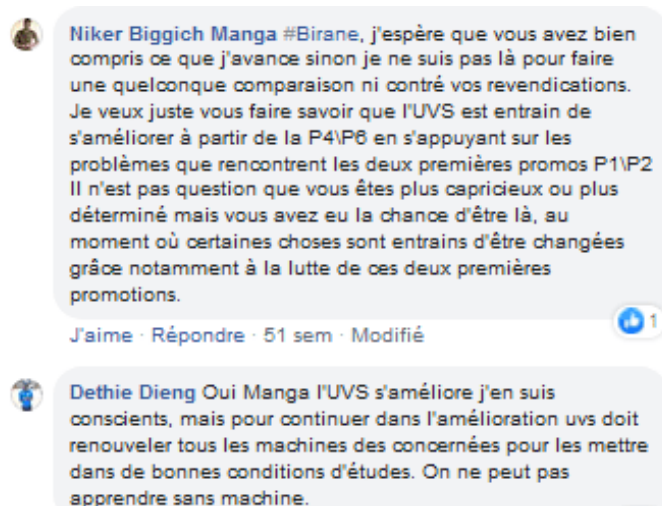 Niker Biggich Manga #Birane, j'espère que vous avez bien
compris ce que j'avance sinon je ne suis pas là pour faire
une quelconque comparaison ni contré vos revendications.
Je veux juste vous faire savoir que l'UVS est entrain de
s'améliorer à partir de la P4\P6 en s'appuyant sur les
problèmes que rencontrent les deux premières promos P1\P2
Il n'est pas question que vous êtes plus capricieux ou plus
déterminé mais vous avez eu la chance d'être là, au
moment où certaines choses sont entrains d'être changées
grâce notamment à la lutte de ces deux premières
promotions.
1
J'aime · Répondre · 51 sem · Modifié
Dethie Dieng Oui Manga l'UVS s'améliore j'en suis
conscients, mais pour continuer dans l'amélioration uvs doit
renouveler tous les machines des concernées pour les mettre
dans de bonnes conditions d'études. On ne peut pas
apprendre sans machine.